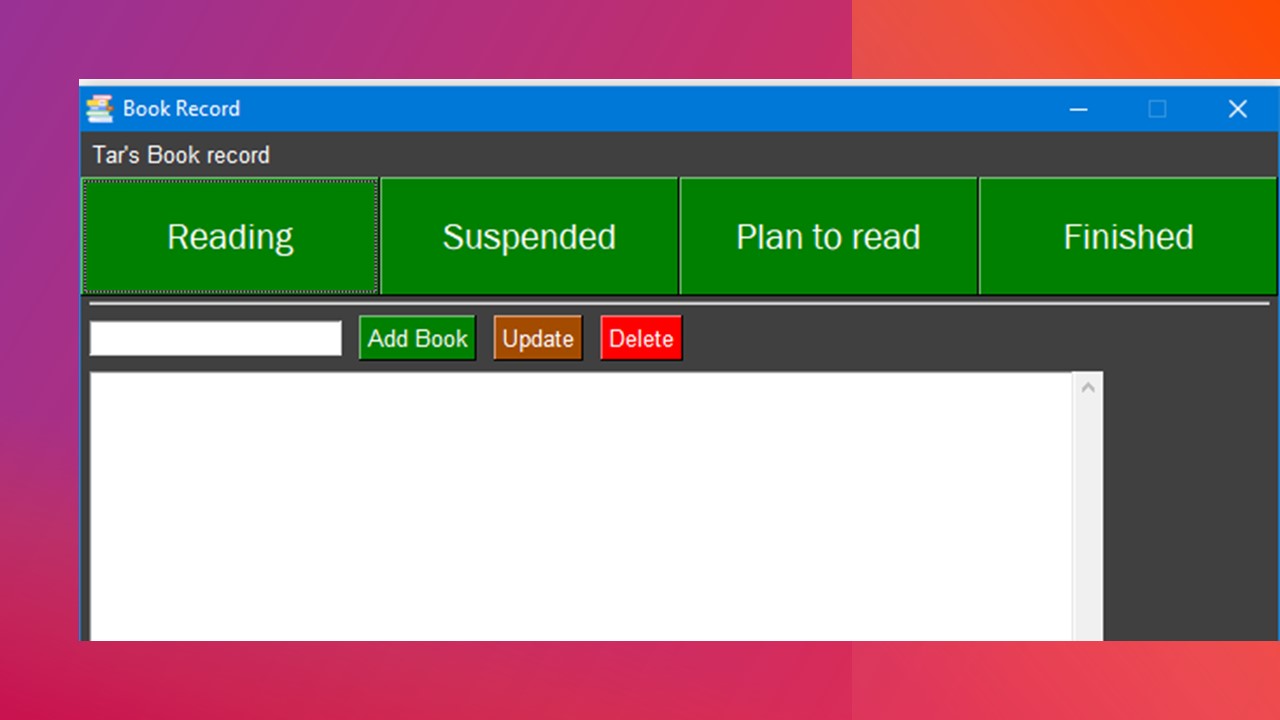 Book Record
Tar's Book record
Reading Suspended Plan to read Finished
Add Book Update Delete